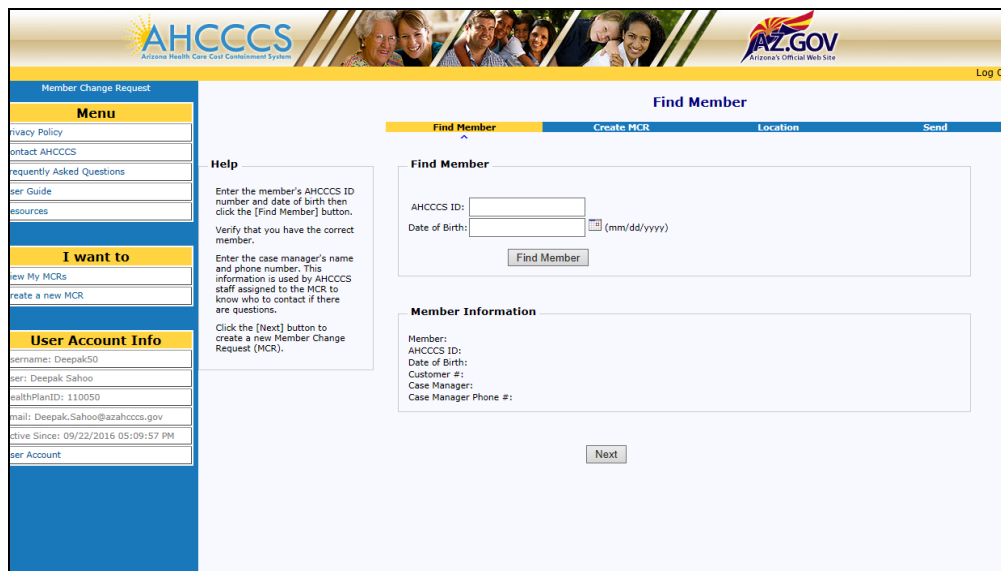 AHCCCS
Arizona Health Care Cost Containment System
AZ.GOV
Arizona's Official Web Site
Log
Member Change Request
Menu
rivacy Policy
ontact AHCCCS
requently Asked Questions
ser Guide
esources
I want to
iew My MCRs
reate a new MCR
User Account Info
sername: Deepak50
ser: Deepak Sahoo
ealthPlanID: 110050
mail: Deepak.Sahoo@azahcccs.gov
ctive Since: 09/22/2016 05:09:57 PM
ser Account
Find Member
Find Member Create MCR Location Send
Help
Enter the member's AHCCCS ID
number and date of birth then
click the [Find Member] button.
Verify that you have the correct
member.
Enter the case manager's name
and phone number. This
information is used by AHCCCS
staff assigned to the MCR to
know who to contact if there
are questions.
Click the [Next] button to
create a new Member Change
Request (MCR).
Find Member
AHCCCS ID:
Date of Birth: (mm/dd/yyyy)
Find Member
Member Information
Member:
AHCCCS ID:
Date of Birth:
Customer #:
Case Manager:
Case Manager Phone #:
Next